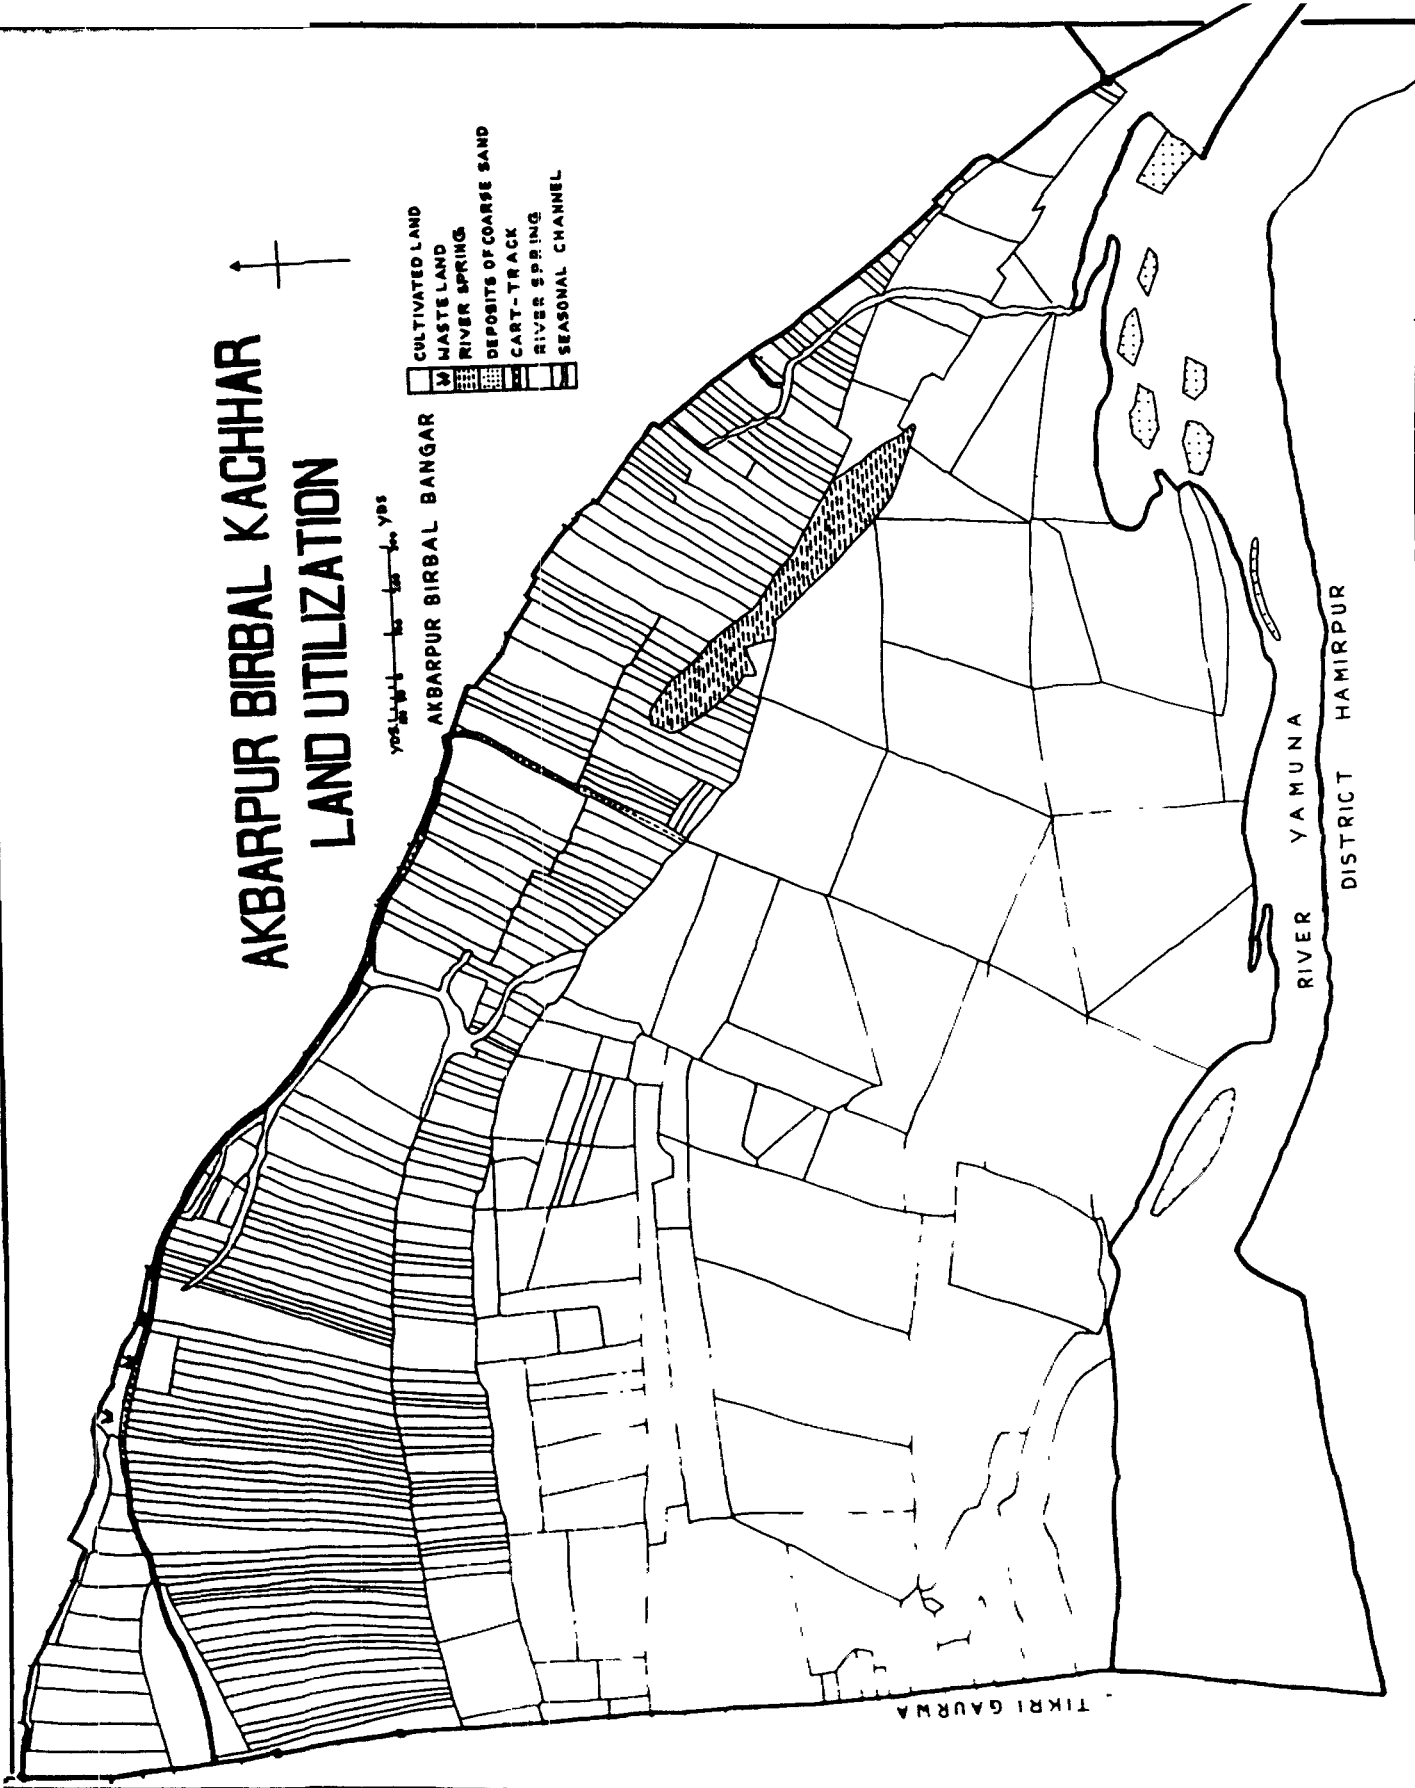 AKBARPUR BIRBAL KACHHAR
LAND UTILIZATION
YDS
YDS
AKBARPUR BIRBAL BANGAR
CULTIVATED LAND
WASTE LAND
RIVER SPRING
DEPOSITS OF COARSE SAND
CART-TRACK
RIVER SPRING
SEASONAL CHANNEL
RIVER YAMUNA
DISTRICT HAMIRPUR
TIKRI GAURWA